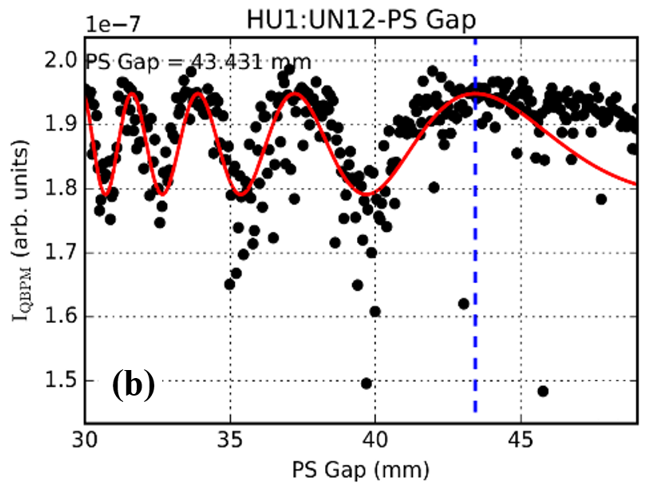 HU1:UN12-PS Gap
1e−7
PS Gap = 43.431 mm
2.0
1.9
1.8
1.7
1.6
1.5
I_QBPM (arb. units)
(b)
30 35 40 45
PS Gap (mm)